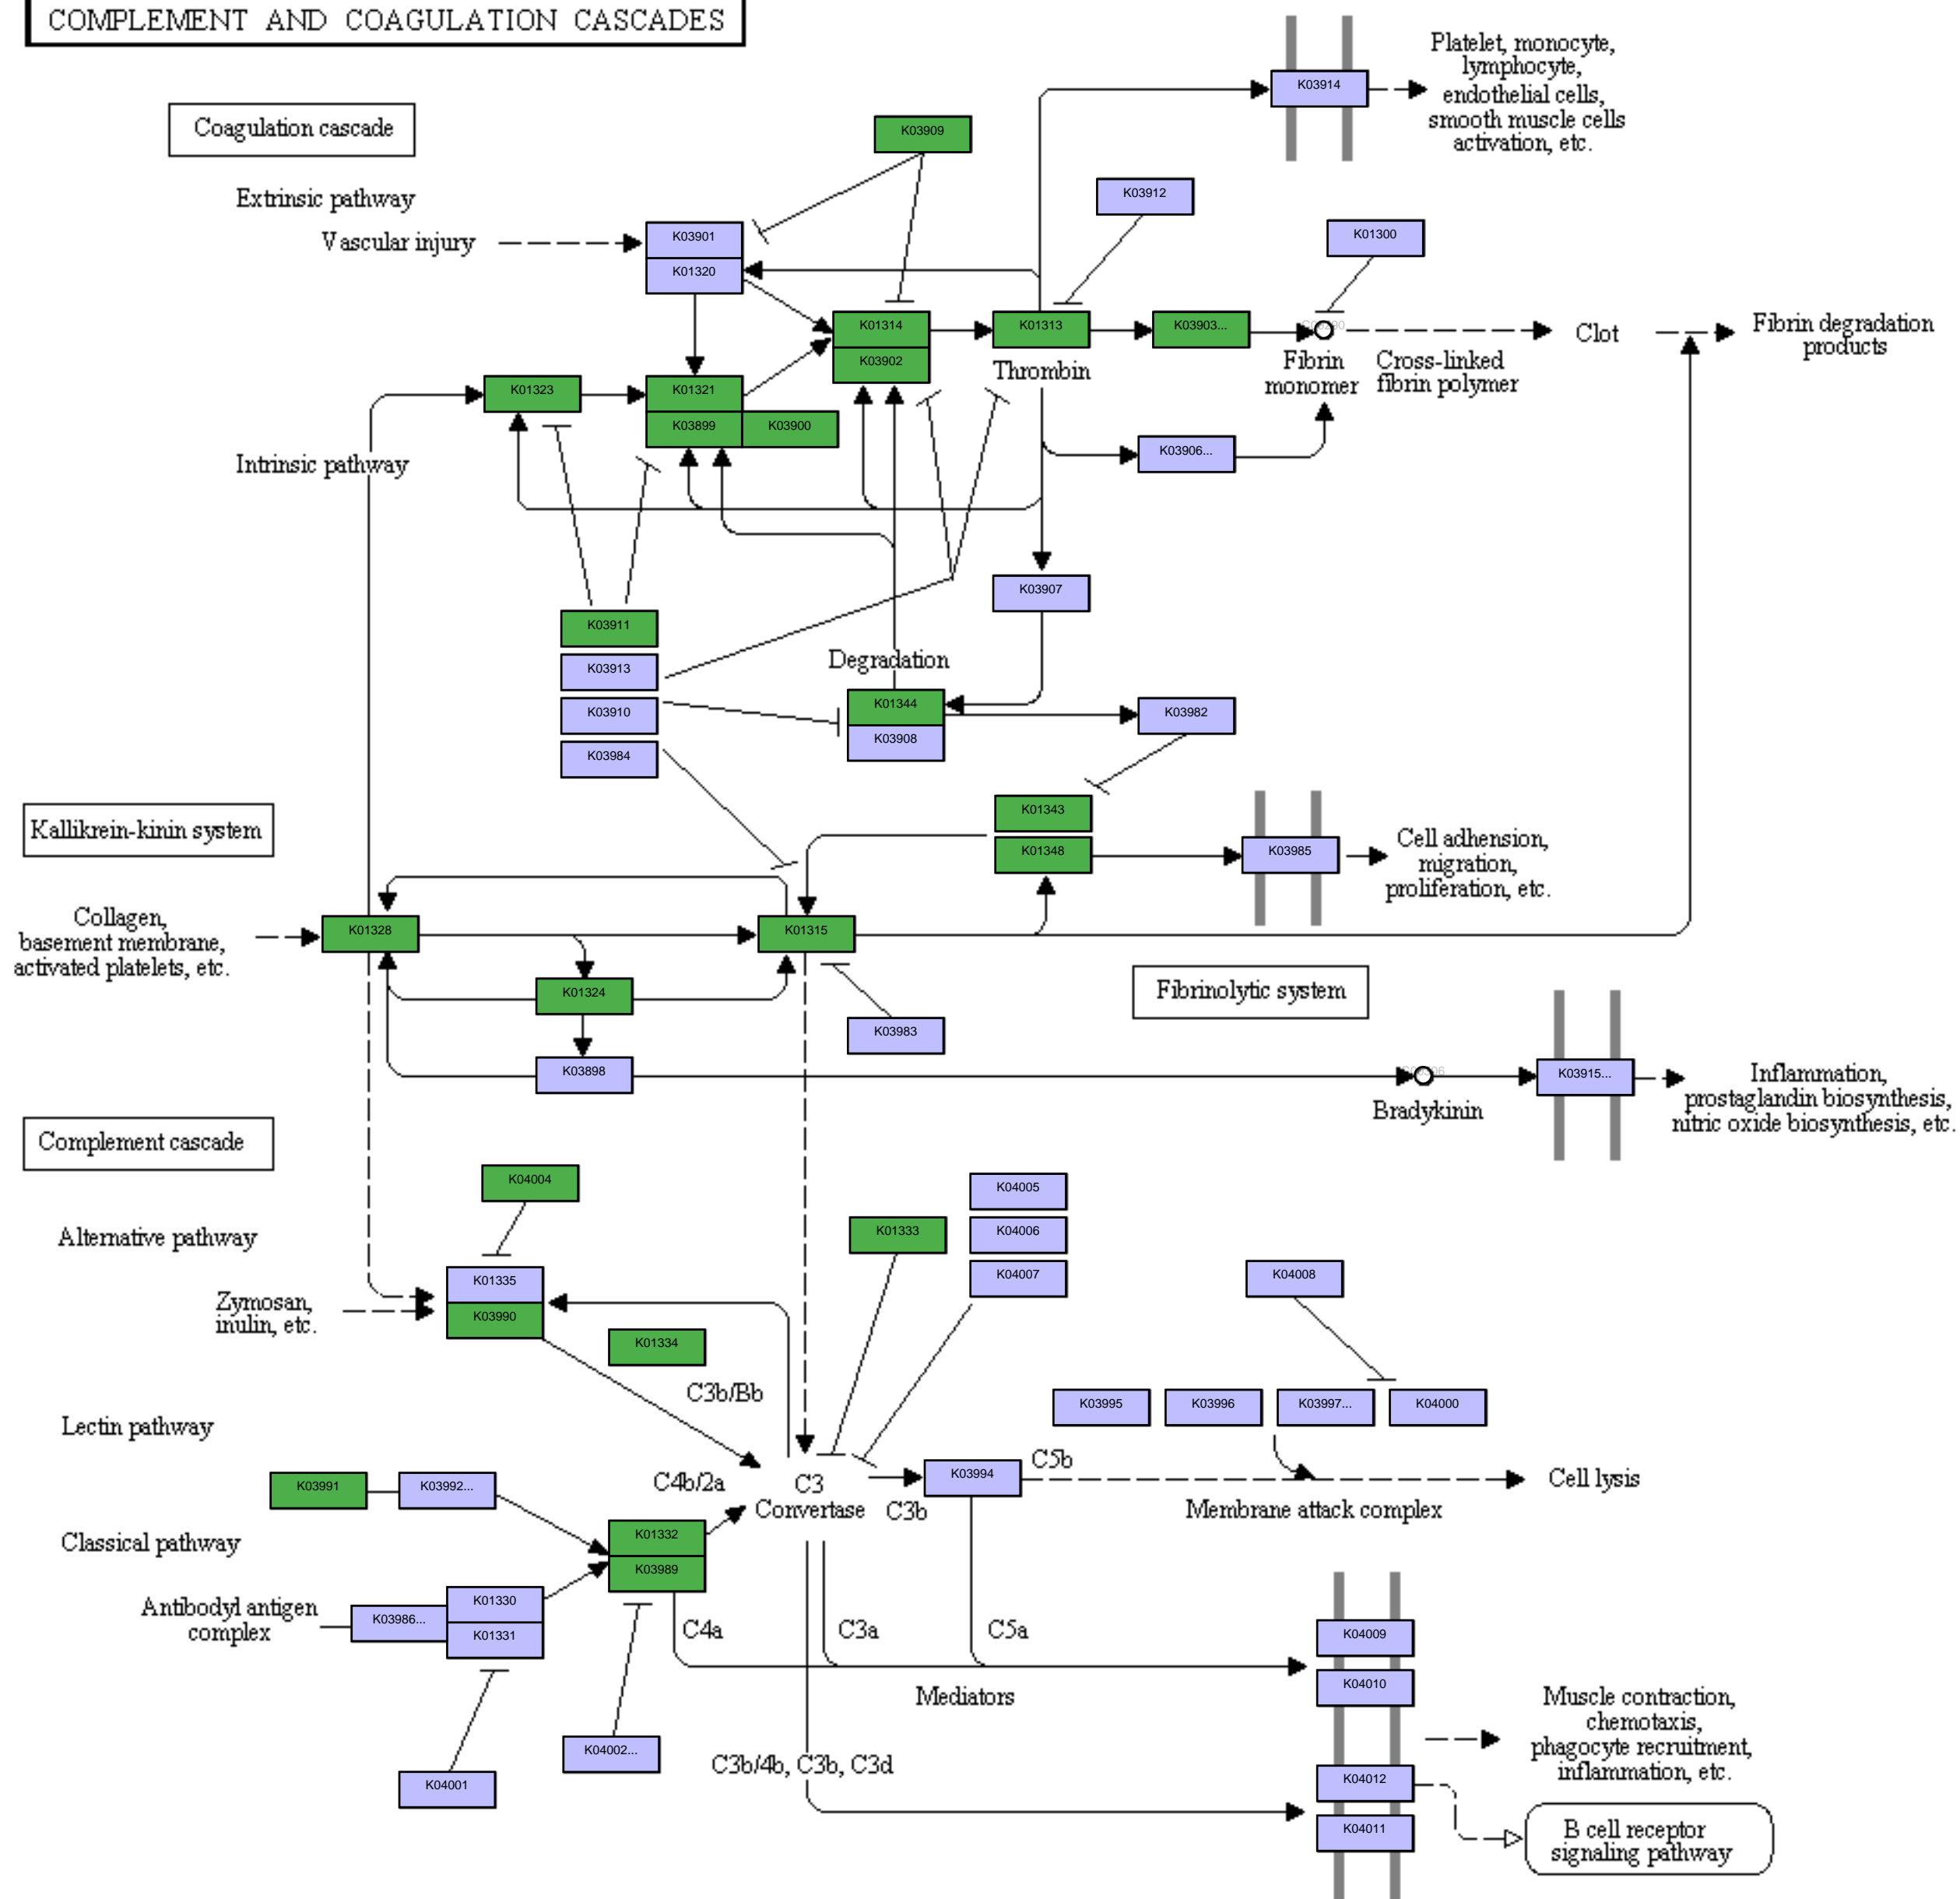 COMPLEMENT AND COAGULATION CASCADES
Platelet, monocyte,
lymphocyte,
endothelial cells,
smooth muscle cells
activation, etc.
K03914
Coagulation cascade
K03909
Extrinsic pathway
K03912
K01300
Vascular injury
K03901
K01320
K01314
K03902
K01313
K03903...
Thrombin
Fibrin
monomer
Cross-linked
fibrin polymer
Clot
Fibrin degradation
products
K01323
K01321
K03899
K03900
K03906...
Intrinsic pathway
K03907
K03911
K03913
K03910
K03984
Degradation
K01344
K03908
K03982
Kallikrein-kinin system
K01343
K01348
K03985
Cell adhension,
migration,
proliferation, etc.
Collagen,
basement membrane,
activated platelets, etc.
K01328
K01315
K01324
Fibrinolytic system
K03983
K03898
Bradykinin
K03915...
Inflammation,
prostaglandin biosynthesis,
nitric oxide biosynthesis, etc.
Complement cascade
K04004
K04005
K04006
K04007
K01333
Alternative pathway
K04008
Zymosan,
inulin, etc.
K01335
K03990
K01334
C3b/Bb
K03995
K03996
K03997...
K04000
Lectin pathway
C4b/2a
C3
Convertase
C3b
K03994
C5b
Cell lysis
Membrane attack complex
K03991
K03992...
Classical pathway
K01332
K03989
Antibodyl antigen
complex
K03986...
K01330
K01331
C4a
C3a
C5a
K04009
K04010
Mediators
Muscle contraction,
chemotaxis,
phagocyte recruitment,
inflammation, etc.
K04002...
K04001
C3b/4b, C3b, C3d
K04012
K04011
B cell receptor
signaling pathway